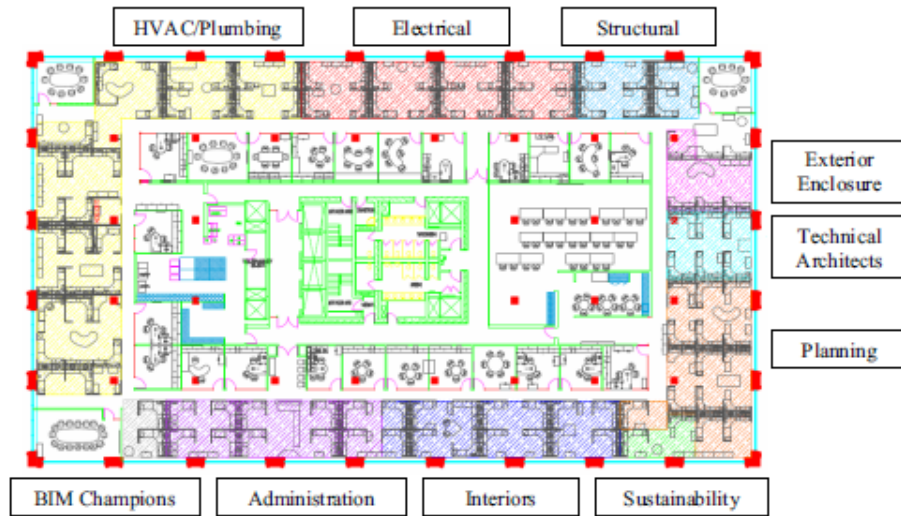 HVAC/Plumbing
Electrical
Structural
Exterior
Enclosure
Technical
Architects
Planning
BIM Champions
Administration
Interiors
Sustainability